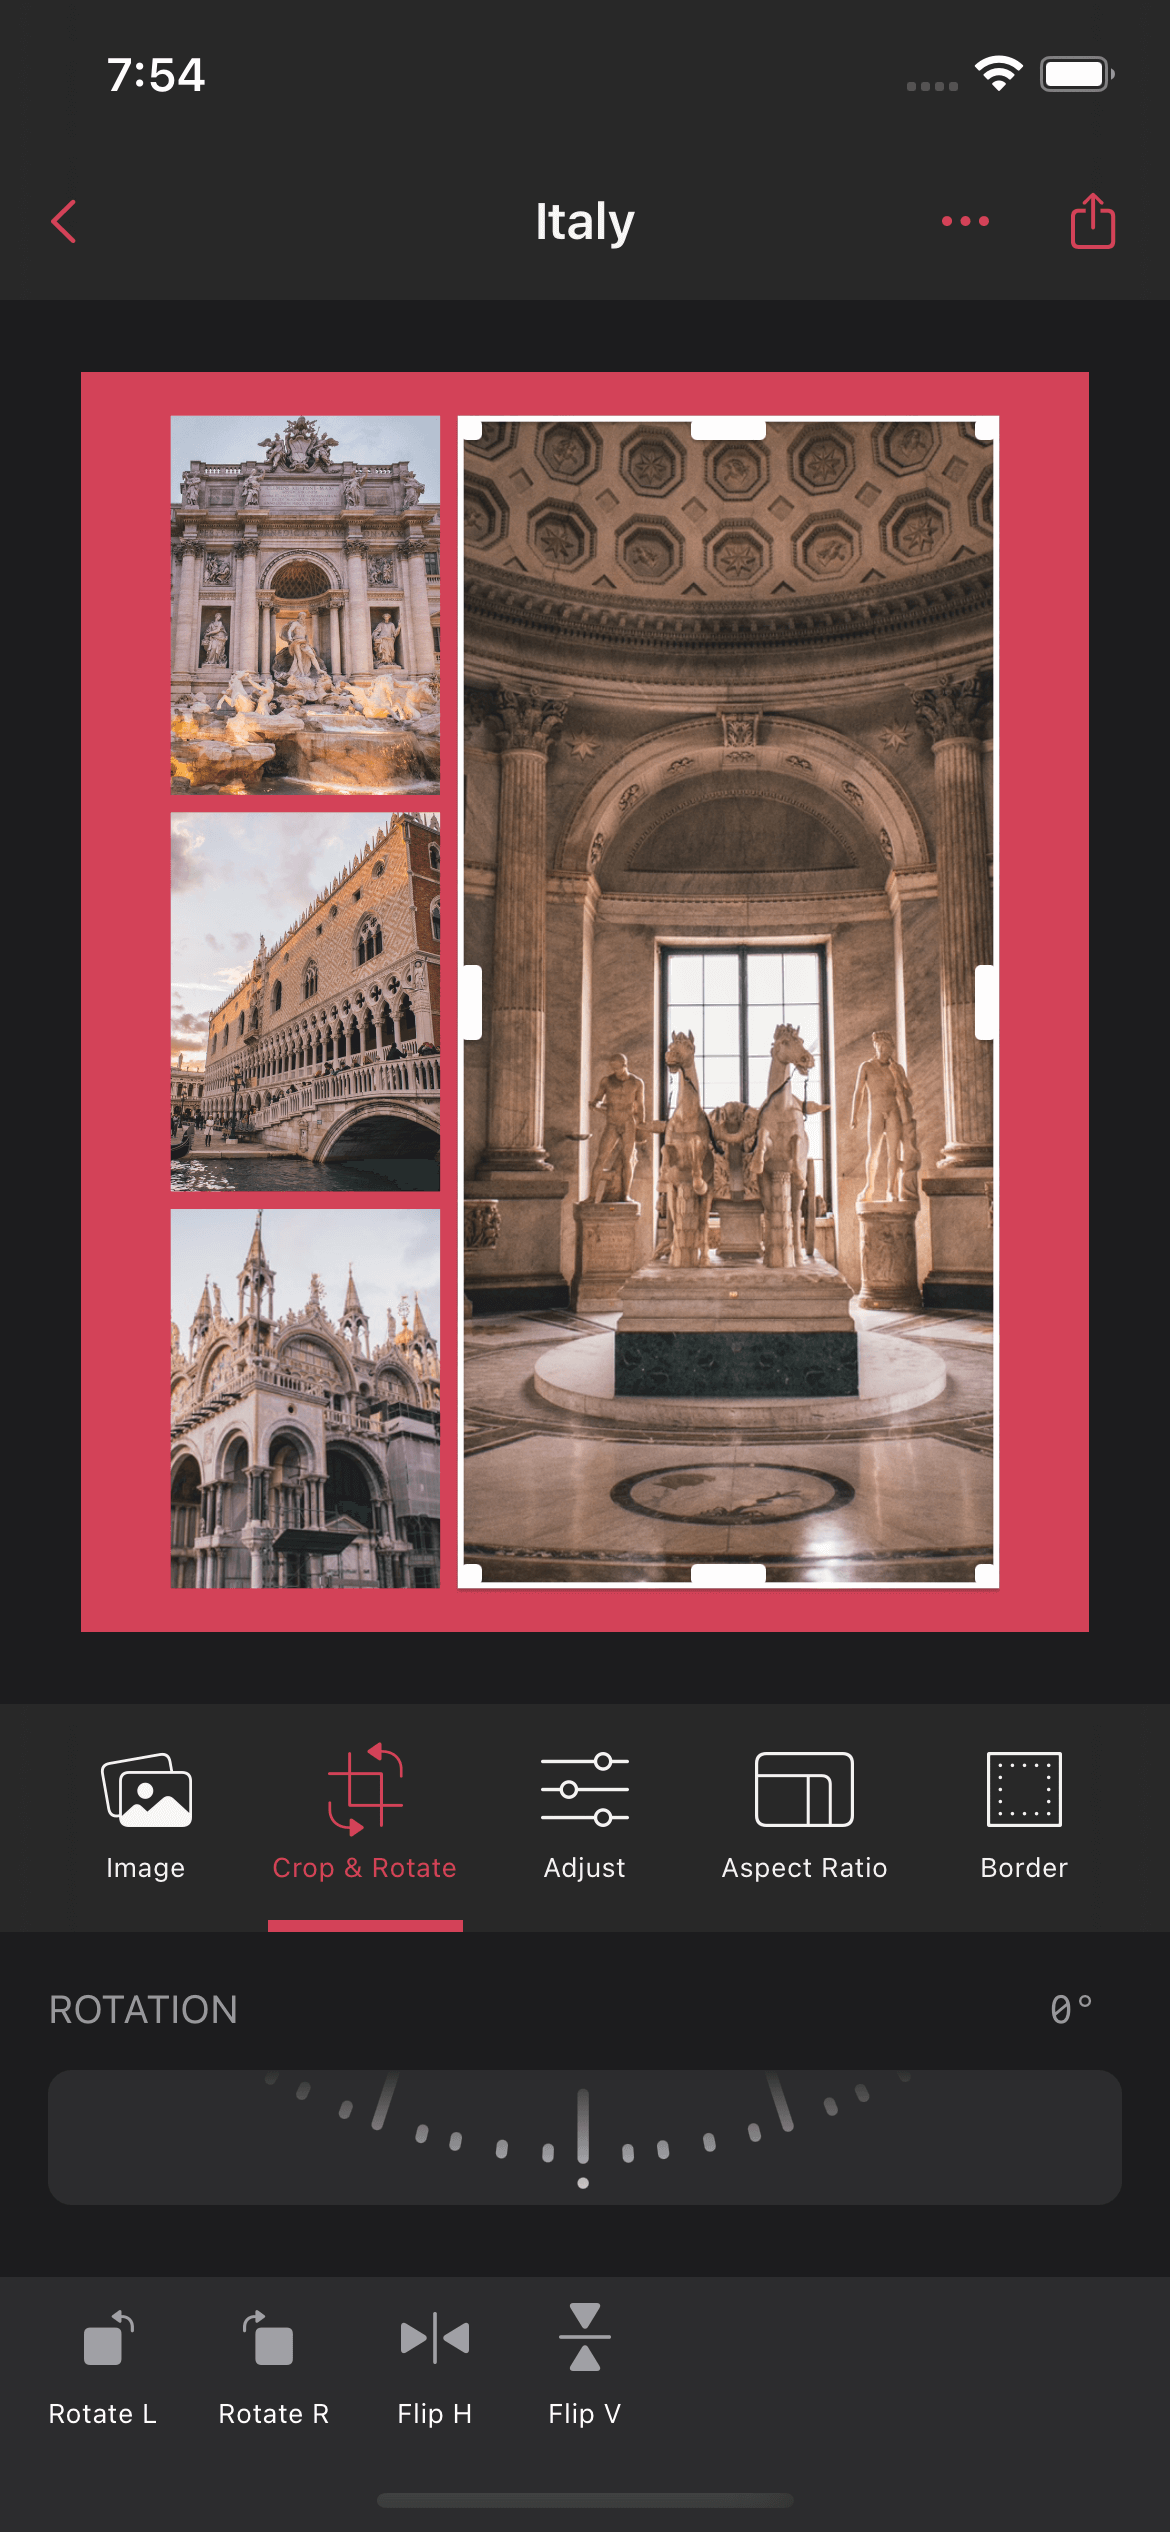 7:54
Italy
Image
Crop & Rotate
Adjust
Aspect Ratio
Border
ROTATION
0°
Rotate L
Rotate R
Flip H
Flip V